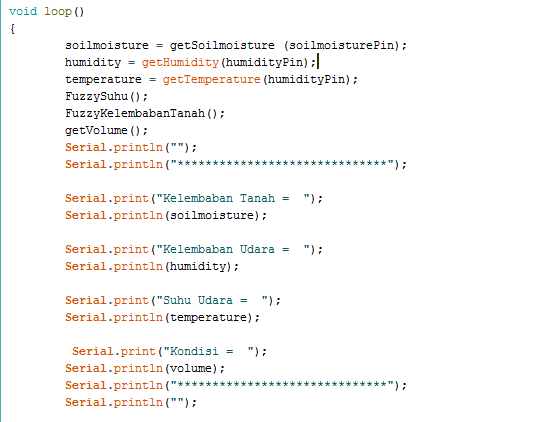 void loop()
{
soilmoisture = getSoilmoisture (soilmoisturePin);
humidity = getHumidity(humidityPin);
temperature = getTemperature(humidityPin);
FuzzySuhu();
FuzzyKelembabanTanah();
getVolume();
Serial.println("");
Serial.println("******************************");
Serial.print("Kelembaban Tanah =  ");
Serial.println(soilmoisture);
Serial.print("Kelembaban Udara =  ");
Serial.println(humidity);
Serial.print("Suhu Udara =  ");
Serial.println(temperature);
Serial.print("Kondisi =  ");
Serial.println(volume);
Serial.println("******************************");
Serial.println("");